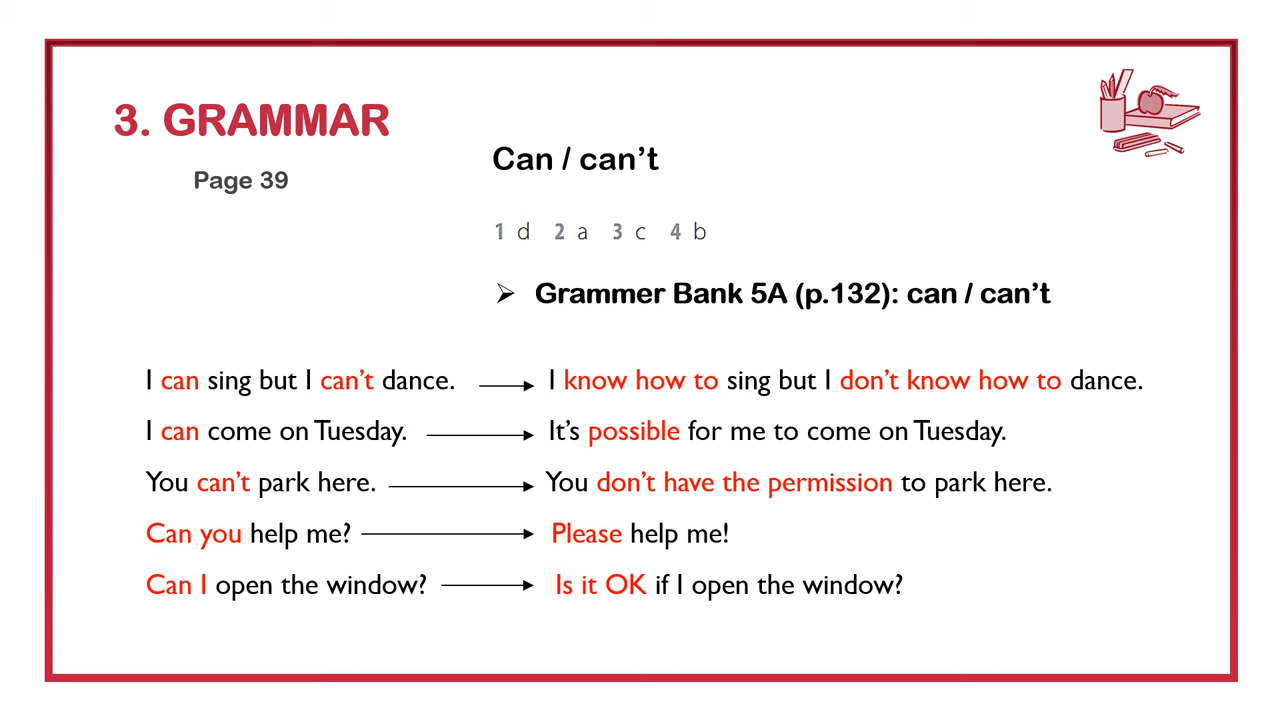 3. GRAMMAR
Page 39
Can / can’t
1 d 2 a 3 c 4 b
➢ Grammer Bank 5A (p.132): can / can’t
I can sing but I can’t dance. → I know how to sing but I don’t know how to dance.
I can come on Tuesday. → It’s possible for me to come on Tuesday.
You can’t park here. → You don’t have the permission to park here.
Can you help me? → Please help me!
Can I open the window? → Is it OK if I open the window?